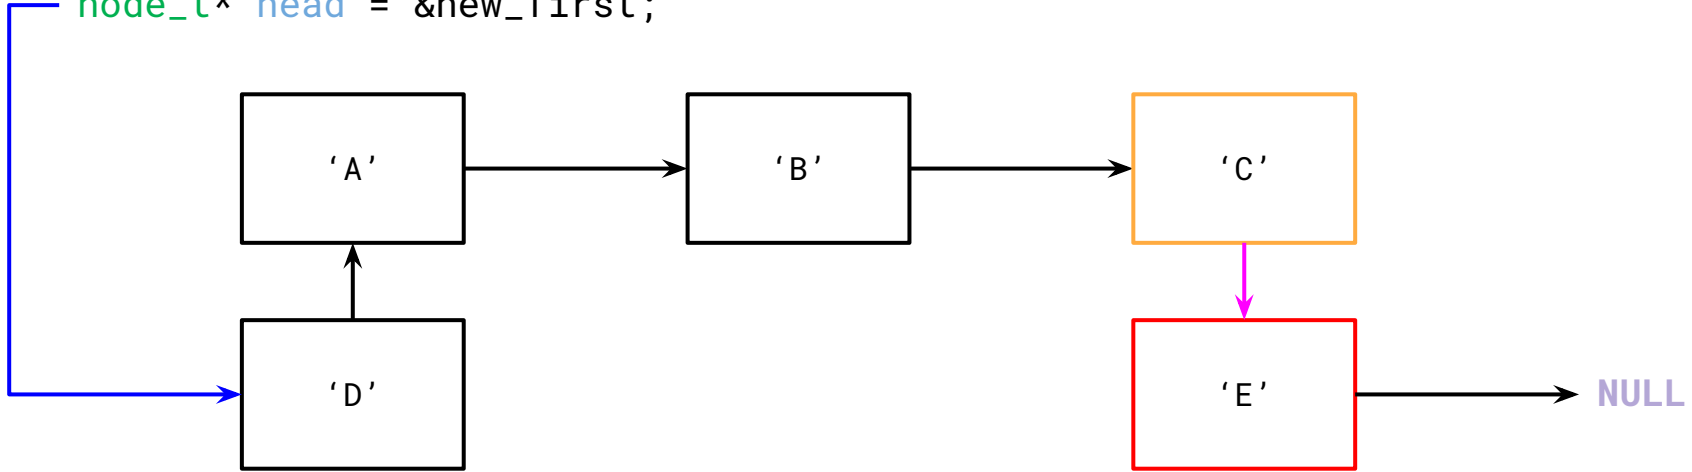 node_t* head = &new_first;
‘A’ ‘B’ ‘C’
‘D’ ‘E’ NULL